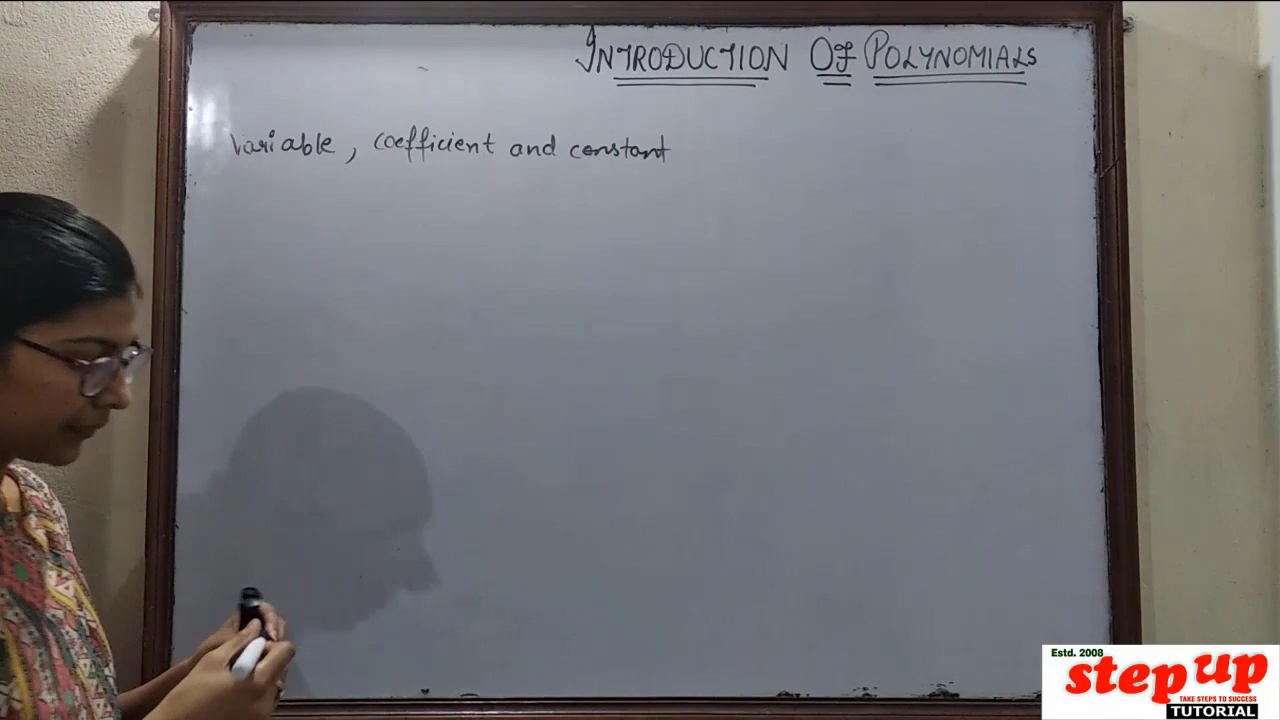 INTRODUCTION OF POLYNOMIALS
Variable, coefficient and constant
Estd. 2008
step up
TAKE STEPS TO SUCCESS
TUTORIAL